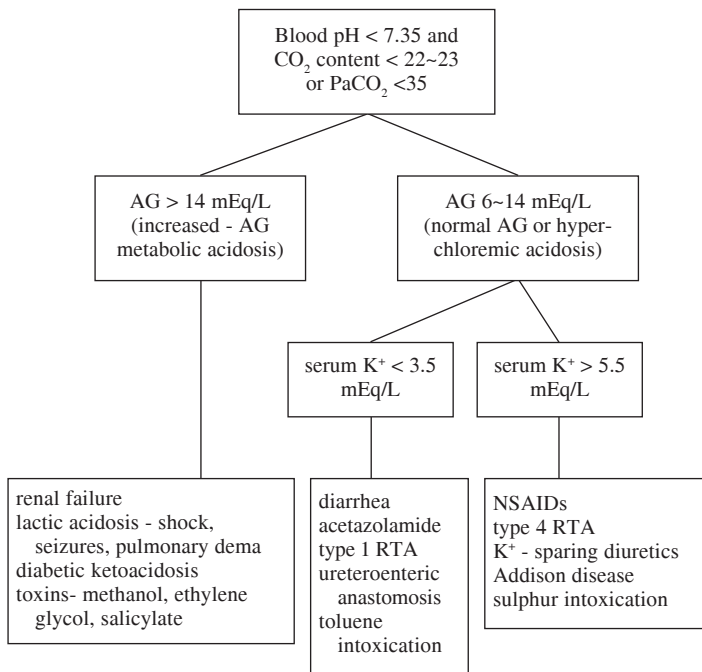 Blood pH < 7.35 and
CO₂ content < 22~23
or PaCO₂ <35
AG > 14 mEq/L
(increased - AG
metabolic acidosis)
AG 6~14 mEq/L
(normal AG or hyper-
chloremic acidosis)
serum K⁺ < 3.5
mEq/L
serum K⁺ > 5.5
mEq/L
renal failure
lactic acidosis - shock,
seizures, pulmonary dema
diabetic ketoacidosis
toxins- methanol, ethylene
glycol, salicylate
diarrhea
acetazolamide
type 1 RTA
ureteroenteric
anastomosis
toluene
intoxication
NSAIDs
type 4 RTA
K⁺ - sparing diuretics
Addison disease
sulphur intoxication